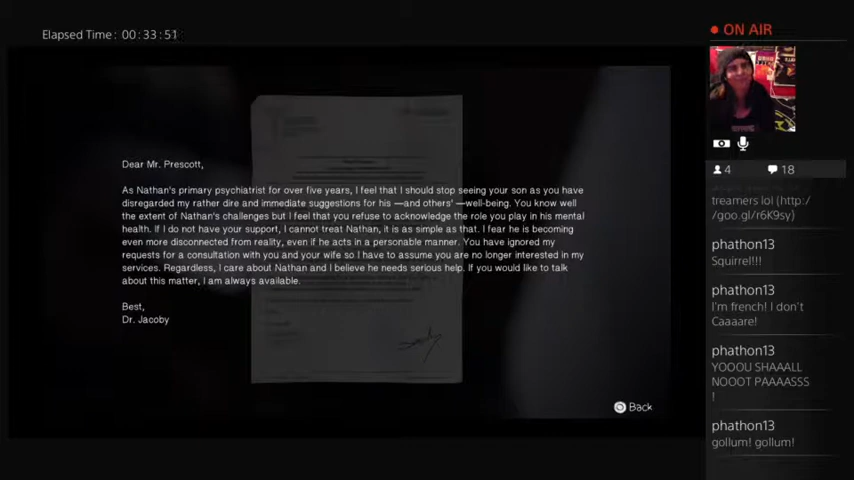 Elapsed Time: 00:33:51
ON AIR
4
18
Dear Mr. Prescott,
As Nathan's primary psychiatrist for over five years, I feel that I should stop seeing your son as you have
disregarded my rather dire and immediate suggestions for his —and others' —well-being. You know well
the extent of Nathan's challenges but I feel that you refuse to acknowledge the role you play in his mental
health. If I do not have your support, I cannot treat Nathan, it is as simple as that. I fear he is becoming
even more disconnected from reality, even if he acts in a personable manner. You have ignored my
requests for a consultation with you and your wife so I have to assume you are no longer interested in my
services. Regardless, I care about Nathan and I believe he needs serious help. If you would like to talk
about this matter, I am always available.
Best,
Dr. Jacoby
Back
treamers lol (http:/
/goo.gl/r6K9sy)
phathon13
Squirrel!!!
phathon13
I'm french! I don't
Caaaare!
phathon13
YOOOU SHAAALL
NOOOT PAAAASSS
!
phathon13
gollum! gollum!